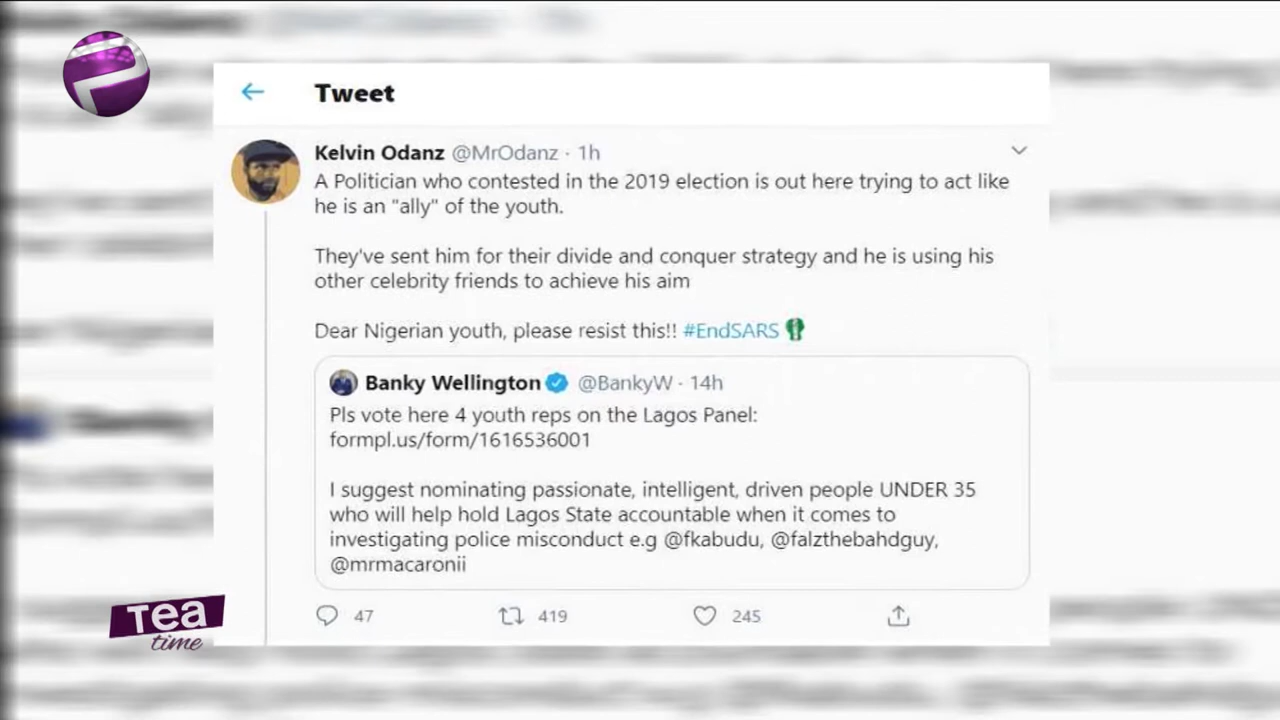 Tweet
Kelvin Odanz @MrOdanz · 1h
A Politician who contested in the 2019 election is out here trying to act like
he is an "ally" of the youth.
They've sent him for their divide and conquer strategy and he is using his
other celebrity friends to achieve his aim
Dear Nigerian youth, please resist this!! #EndSARS
Banky Wellington @BankyW · 14h
Pls vote here 4 youth reps on the Lagos Panel:
formpl.us/form/1616536001
I suggest nominating passionate, intelligent, driven people UNDER 35
who will help hold Lagos State accountable when it comes to
investigating police misconduct e.g @fkabudu, @falzthebahdguy,
@mrmacaronii
47 419 245
Tea
time